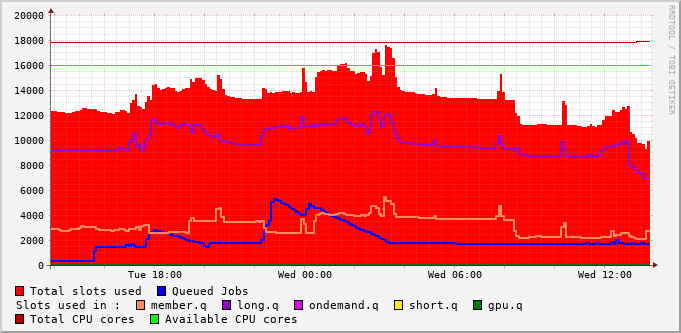 20000
18000
16000
14000
12000
10000
8000
6000
4000
2000
0
Tue 18:00 Wed 00:00 Wed 06:00 Wed 12:00
Total slots used Queued Jobs
Slots used in : member.q long.q ondemand.q short.q gpu.q
Total CPU cores Available CPU cores
RRDTOOL / TOBI OETIKER